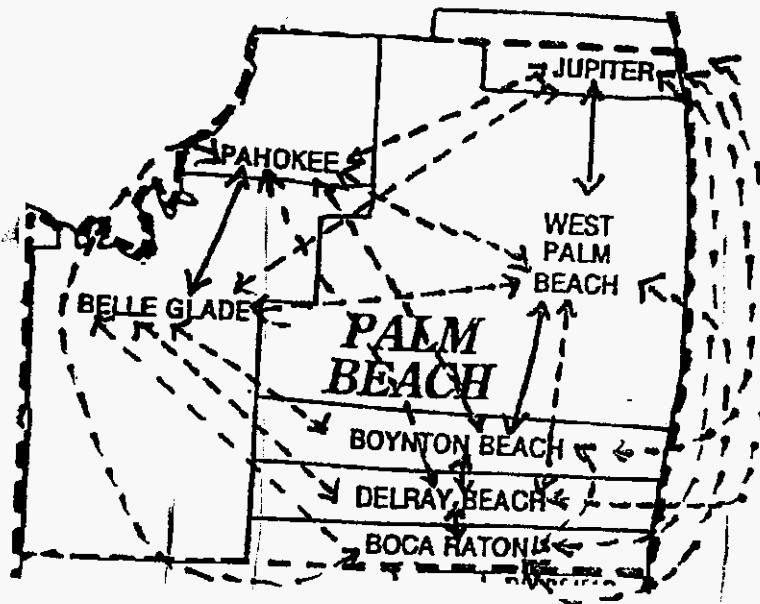 JUPITER
PAHOKEE
WEST
PALM
BEACH
BELLE GLADE
PALM
BEACH
BOYNTON BEACH
DELRAY BEACH
BOCA RATON